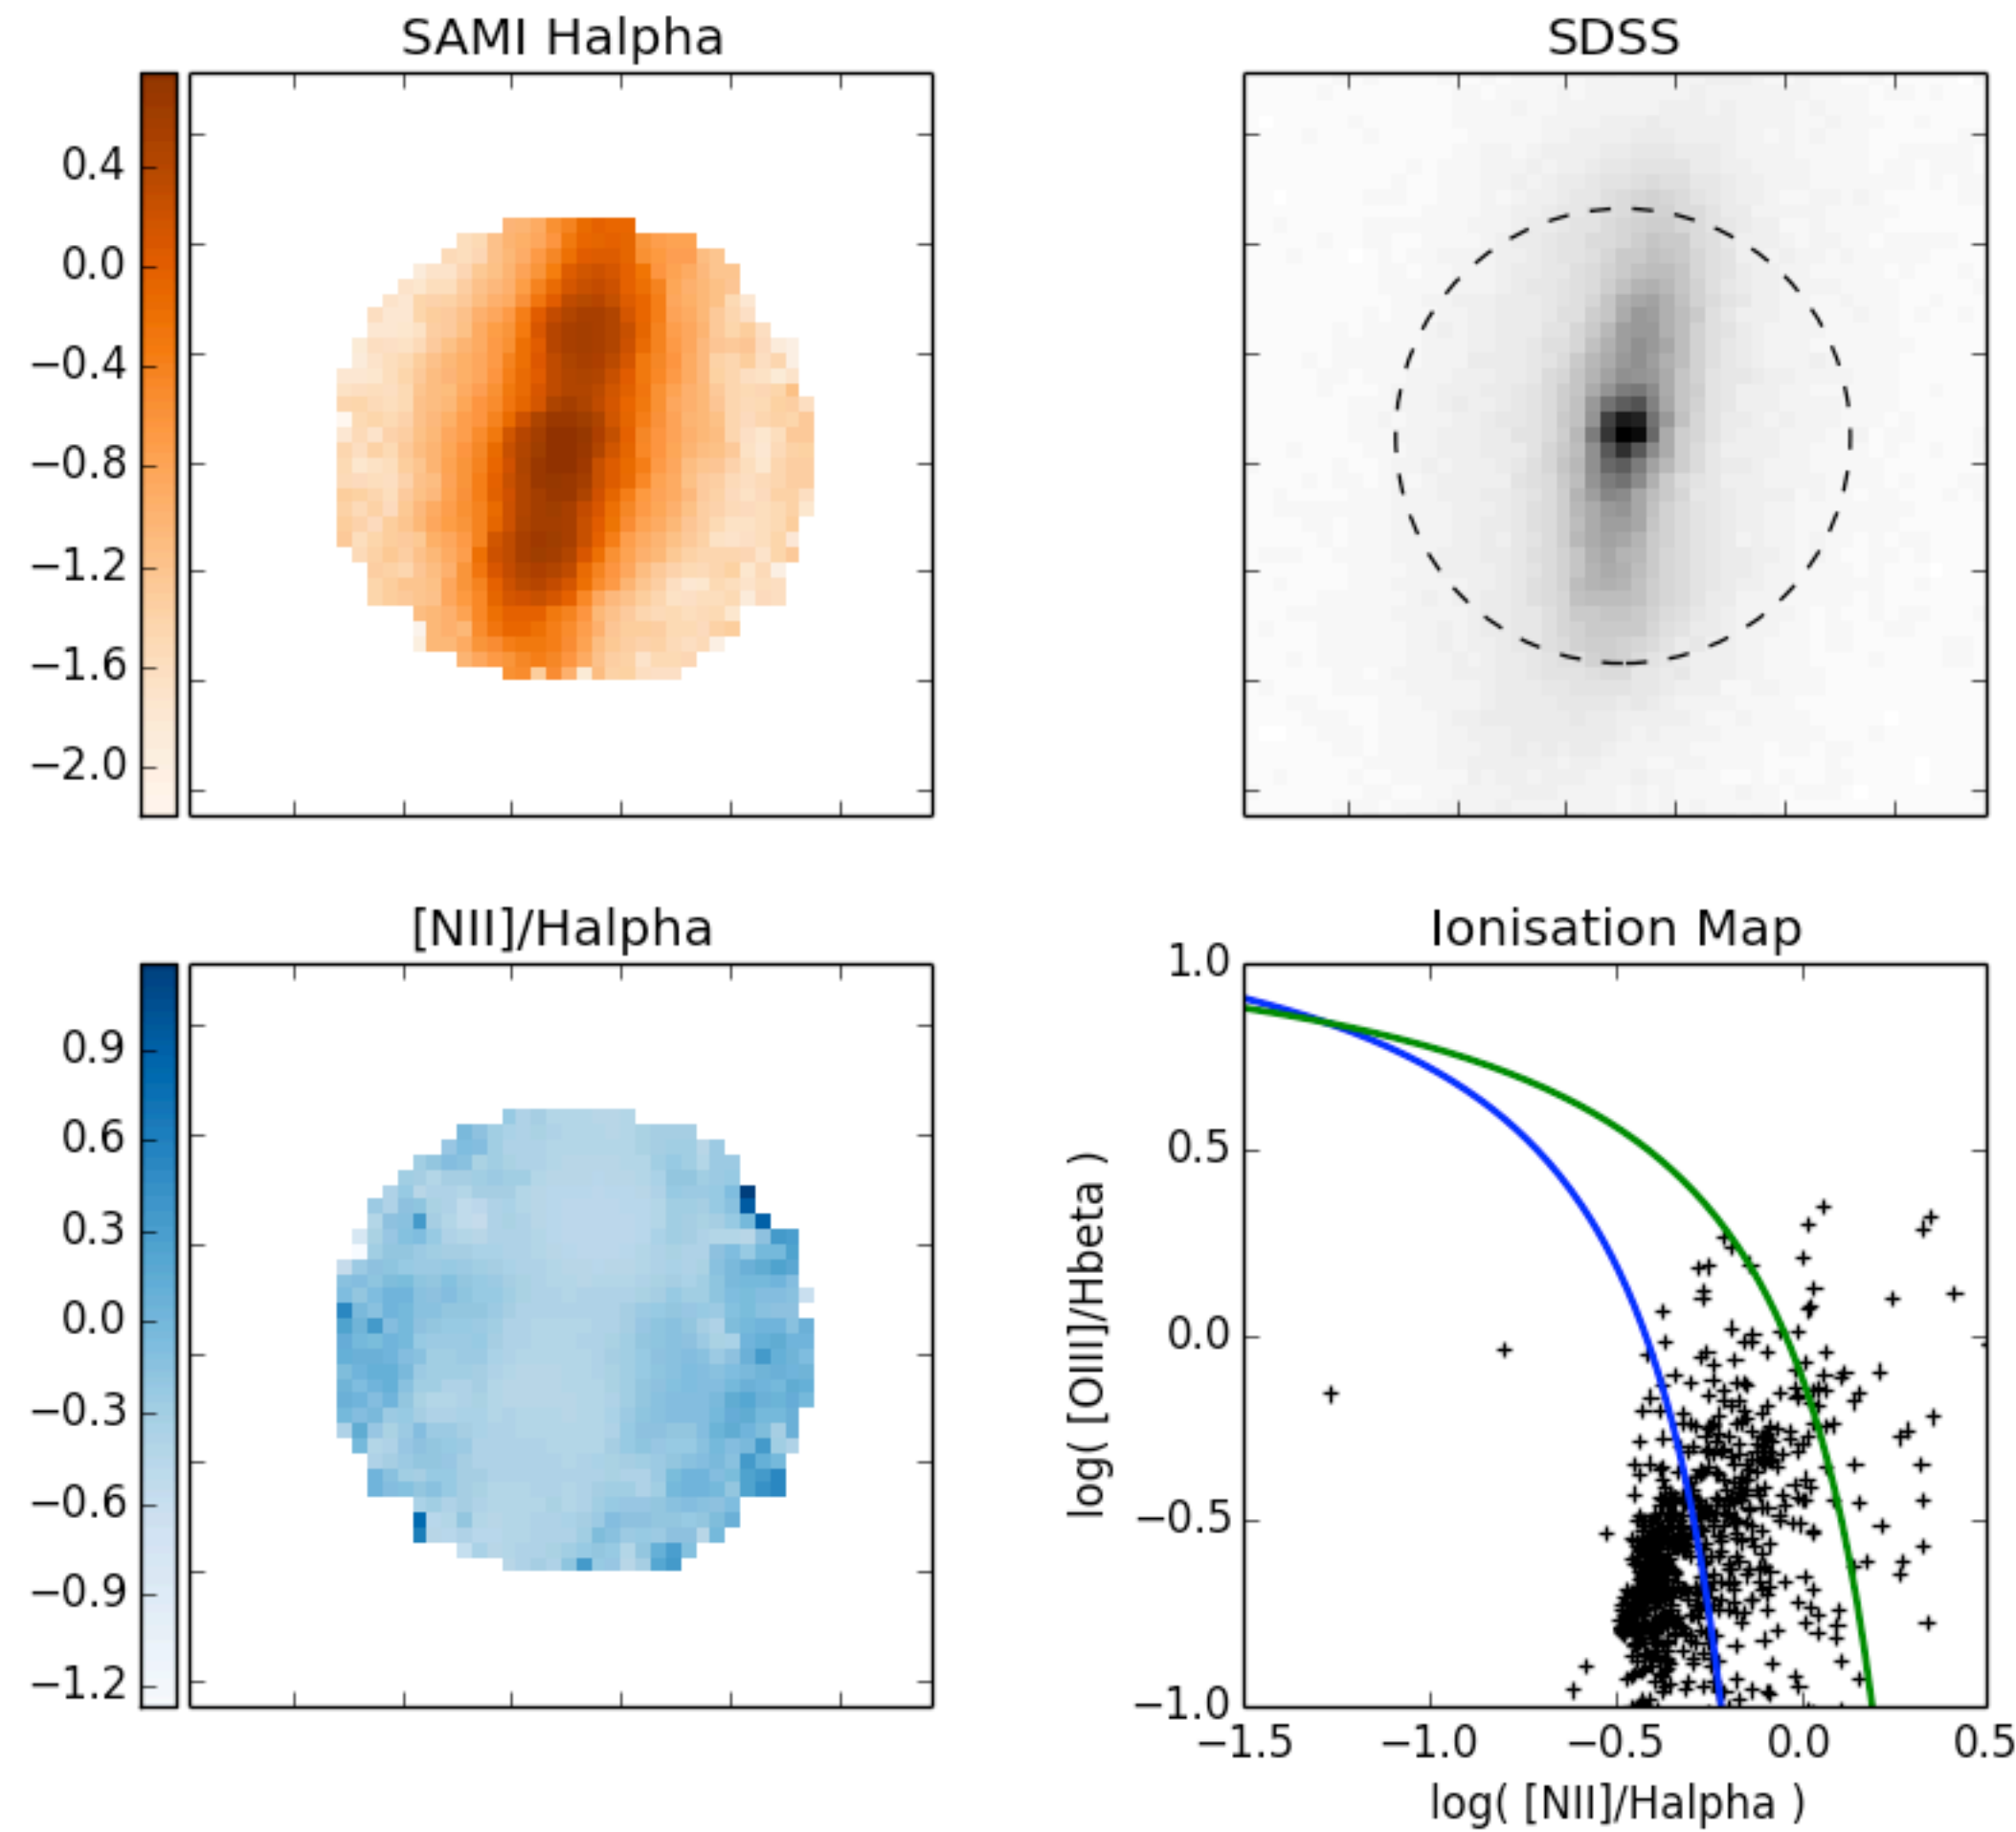 SAMI Halpha
0.4
0.0
−0.4
−0.8
−1.2
−1.6
−2.0
SDSS
[NII]/Halpha
0.9
0.6
0.3
0.0
−0.3
−0.6
−0.9
−1.2
Ionisation Map
1.0
0.5
0.0
−0.5
−1.0
log( [OIII]/Hbeta )
−1.5 −1.0 −0.5 0.0 0.5
log( [NII]/Halpha )